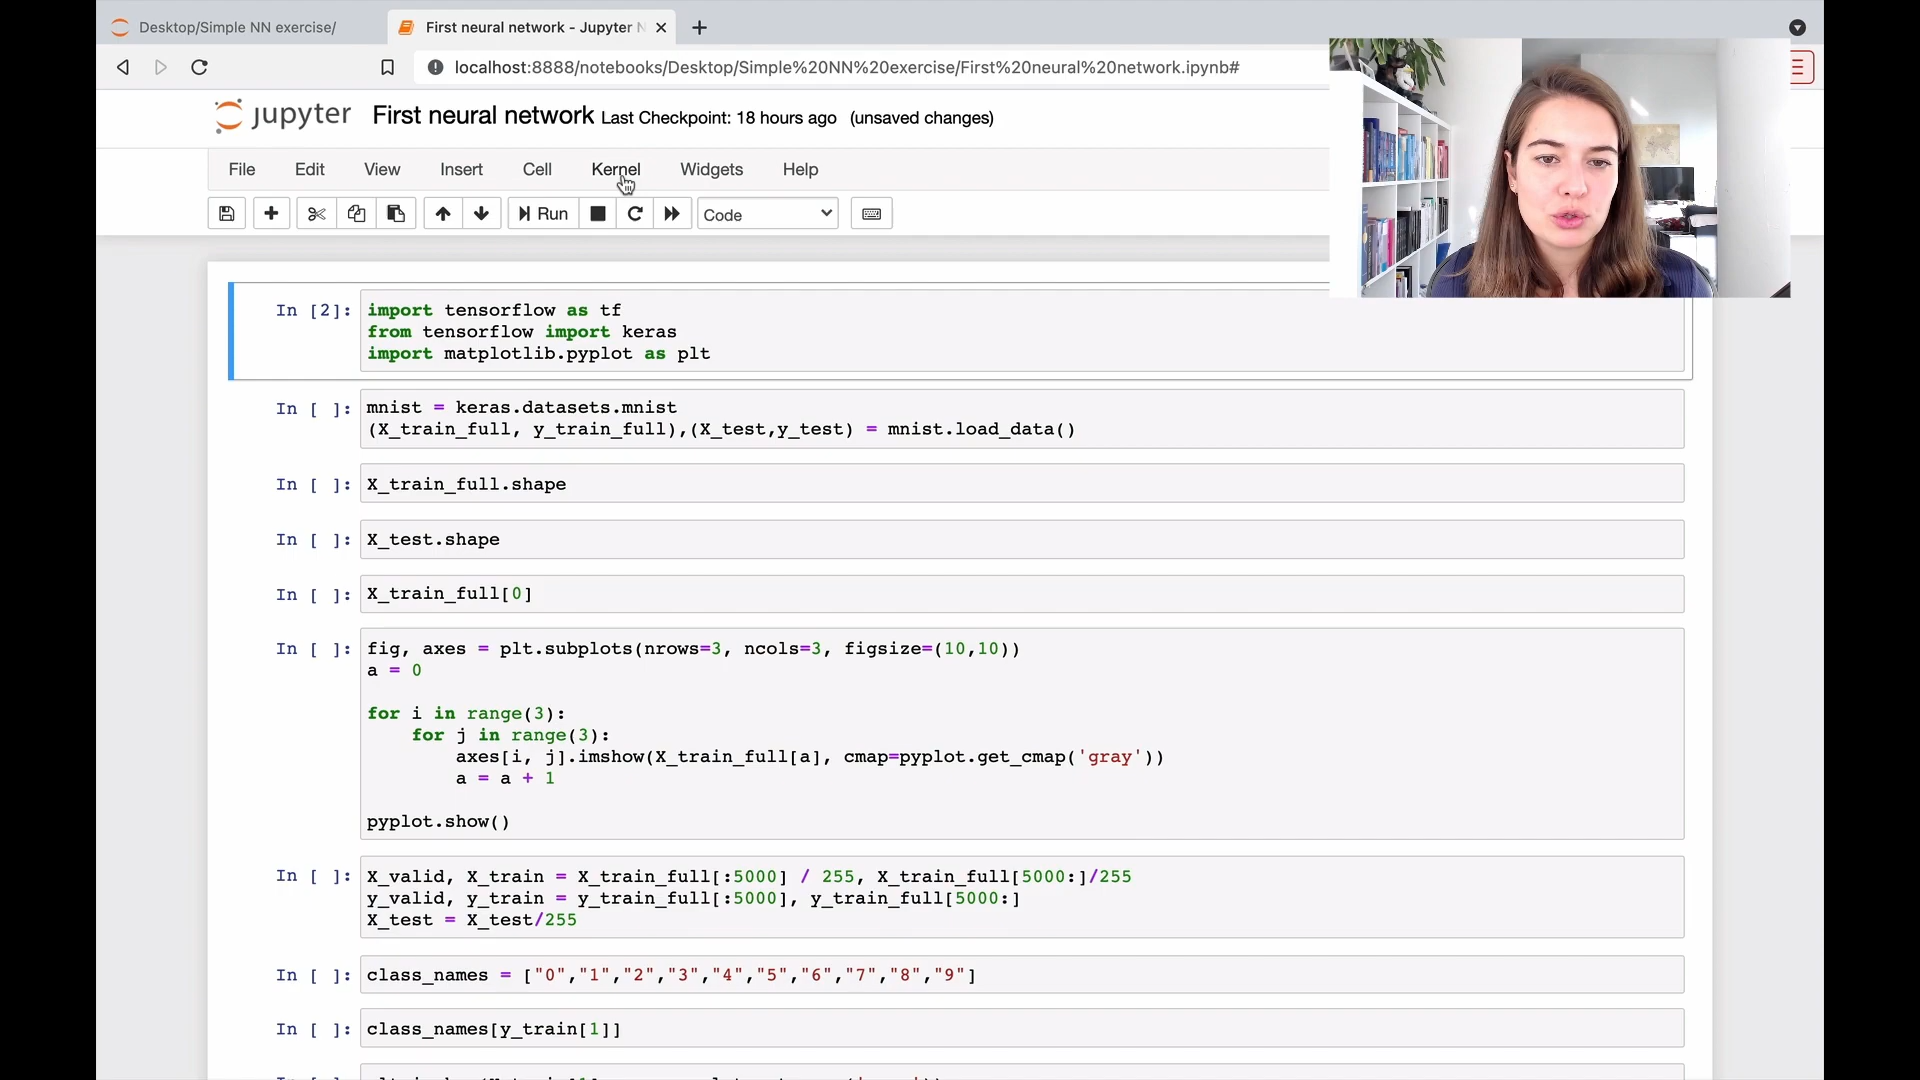 Desktop/Simple NN exercise/
First neural network - Jupyter N
localhost:8888/notebooks/Desktop/Simple%20NN%20exercise/First%20neural%20network.ipynb#
jupyter First neural network Last Checkpoint: 18 hours ago (unsaved changes)
File Edit View Insert Cell Kernel Widgets Help
Run Code
In [2]: import tensorflow as tf
from tensorflow import keras
import matplotlib.pyplot as plt
In [ ]: mnist = keras.datasets.mnist
(X_train_full, y_train_full),(X_test,y_test) = mnist.load_data()
In [ ]: X_train_full.shape
In [ ]: X_test.shape
In [ ]: X_train_full[0]
In [ ]: fig, axes = plt.subplots(nrows=3, ncols=3, figsize=(10,10))
a = 0
for i in range(3):
    for j in range(3):
        axes[i, j].imshow(X_train_full[a], cmap=pyplot.get_cmap('gray'))
        a = a + 1
pyplot.show()
In [ ]: X_valid, X_train = X_train_full[:5000] / 255, X_train_full[5000:]/255
y_valid, y_train = y_train_full[:5000], y_train_full[5000:]
X_test = X_test/255
In [ ]: class_names = ["0","1","2","3","4","5","6","7","8","9"]
In [ ]: class_names[y_train[1]]